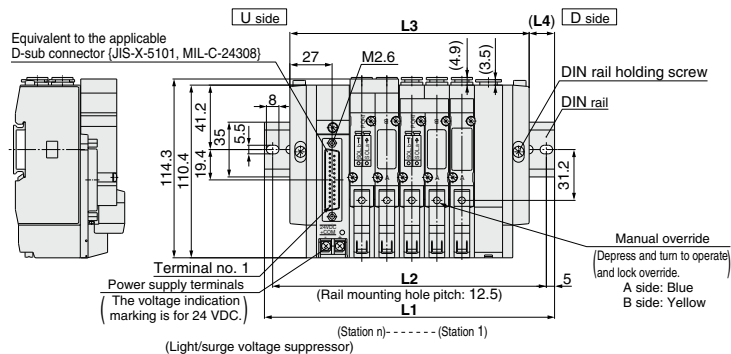 U side
L3
(L4)
D side
Equivalent to the applicable
D-sub connector {JIS-X-5101, MIL-C-24308}
27
M2.6
(4.9)
(3.5)
DIN rail holding screw
DIN rail
8
41.2
35
5.5
19.4
114.3
110.4
31.2
24VDC
Terminal no. 1
Power supply terminals
(The voltage indication
marking is for 24 VDC.)
Manual override
(Depress and turn to operate
and lock override.)
A side: Blue
B side: Yellow
L2
(Rail mounting hole pitch: 12.5)
5
L1
(Station n)- - - - - - -(Station 1)
(Light/surge voltage suppressor)